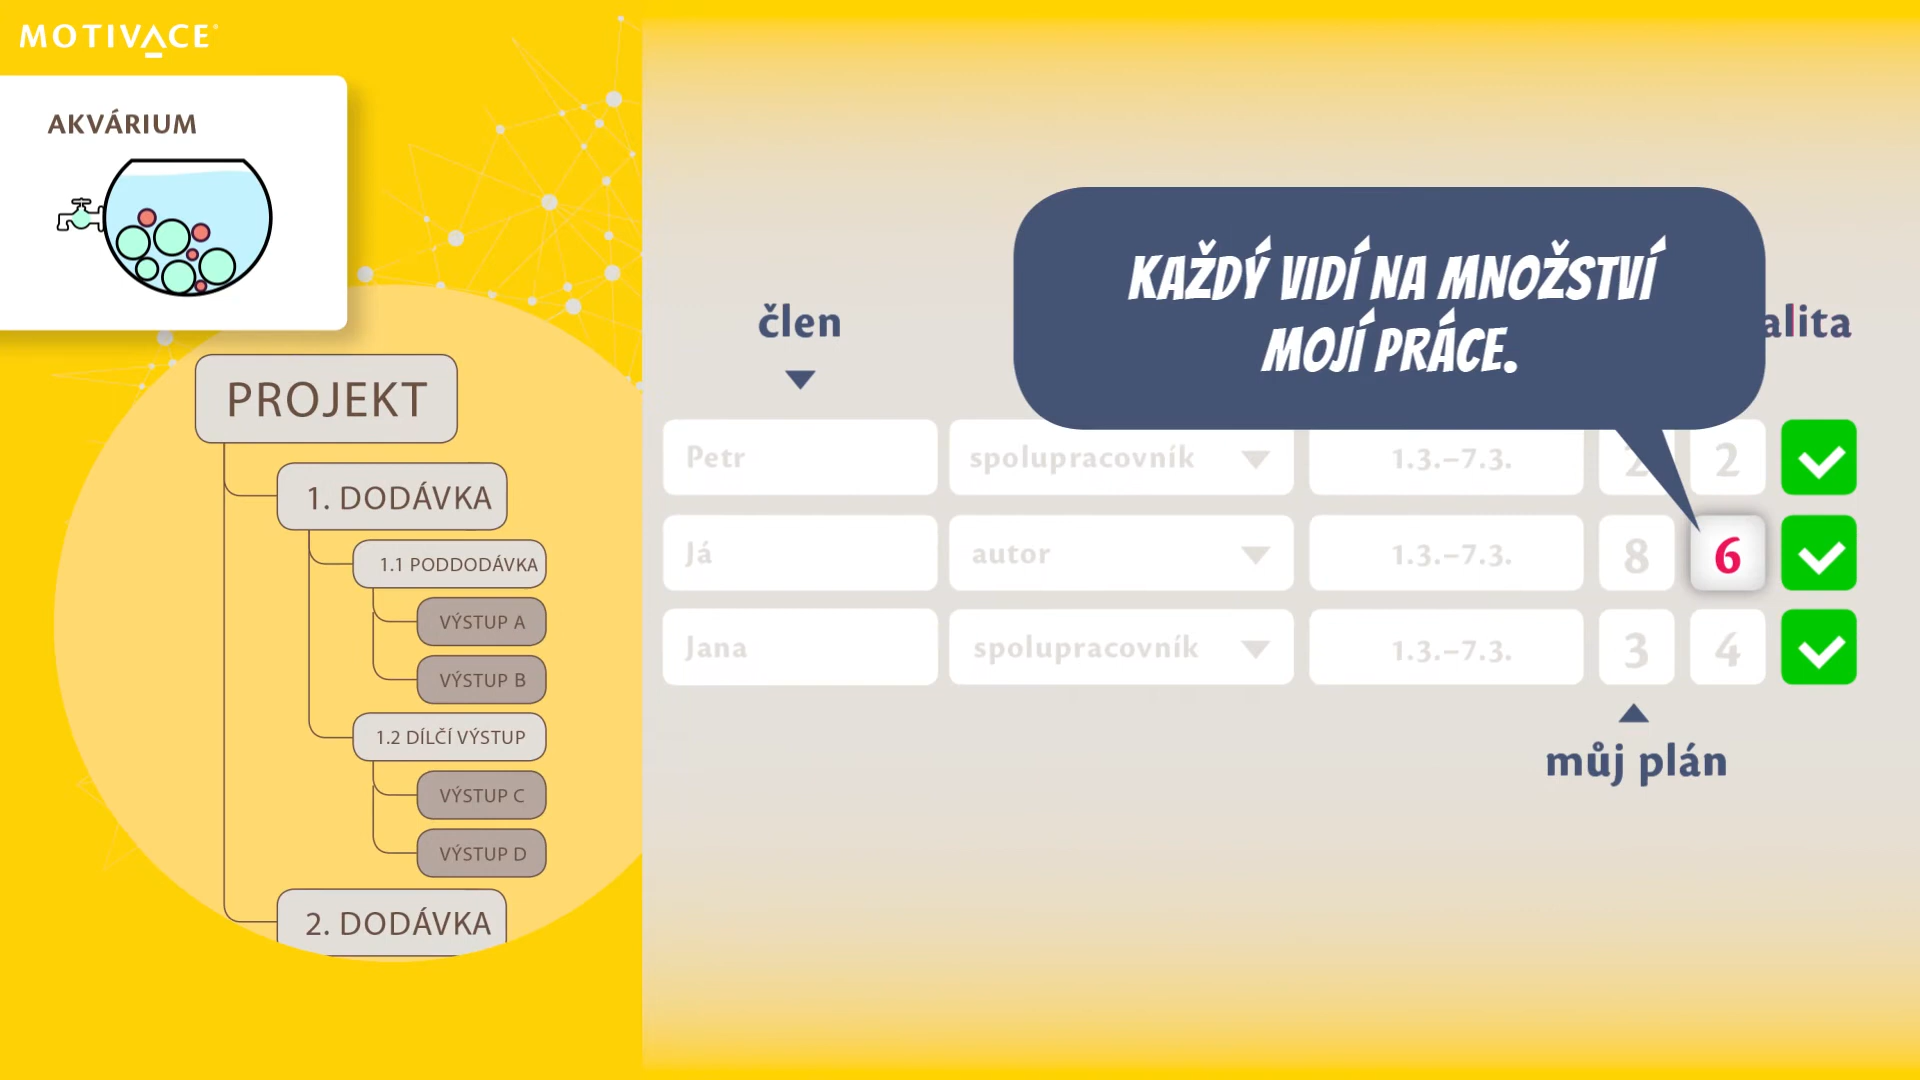 MOTIVACE
AKVÁRIUM
PROJEKT
1. DODÁVKA
1.1 PODDODÁVKA
VÝSTUP A
VÝSTUP B
1.2 DÍLČÍ VÝSTUP
VÝSTUP C
VÝSTUP D
2. DODÁVKA
KAŽDÝ VIDÍ NA MNOŽSTVÍ
MOJÍ PRÁCE.
člen
alita
Petr spolupracovník 1.3.–7.3. 2 2
Já autor 1.3.–7.3. 8 6
Jana spolupracovník 1.3.–7.3. 3 4
můj plán